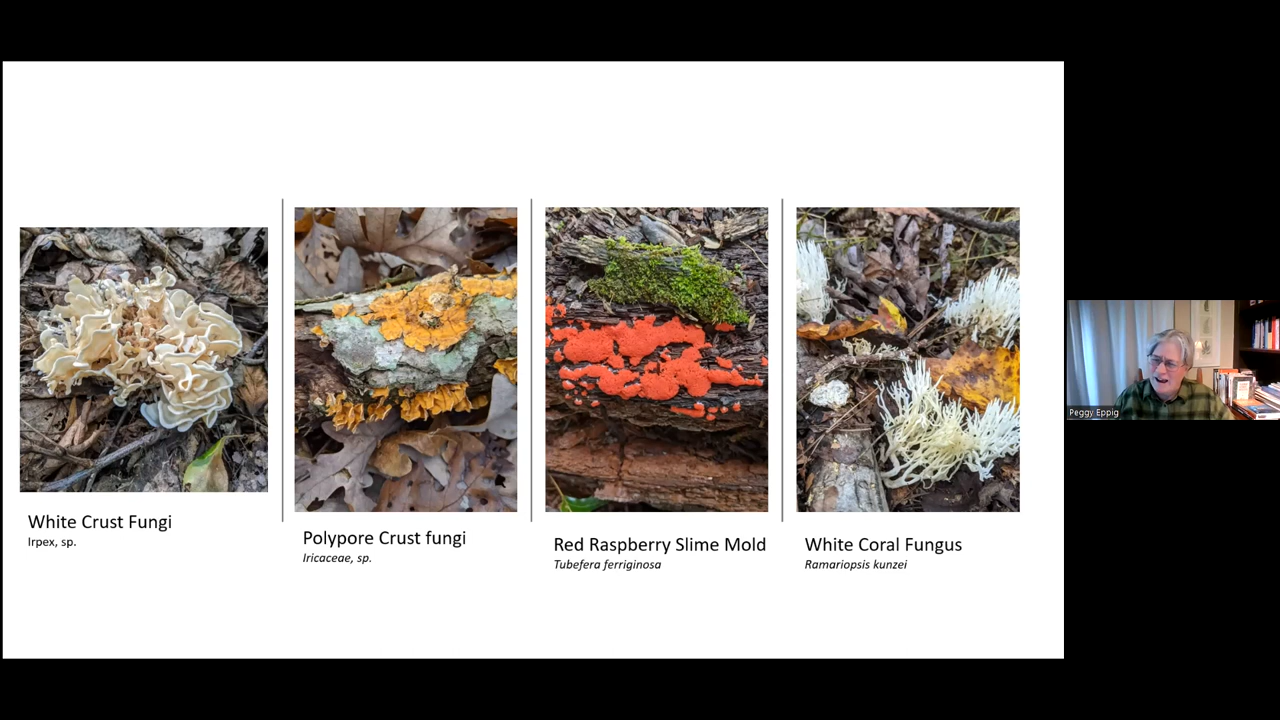 White Crust Fungi
Irpex, sp.
Polypore Crust fungi
Iricaceae, sp.
Red Raspberry Slime Mold
Tubefera ferriginosa
White Coral Fungus
Ramariopsis kunzei
Peggy Eppig